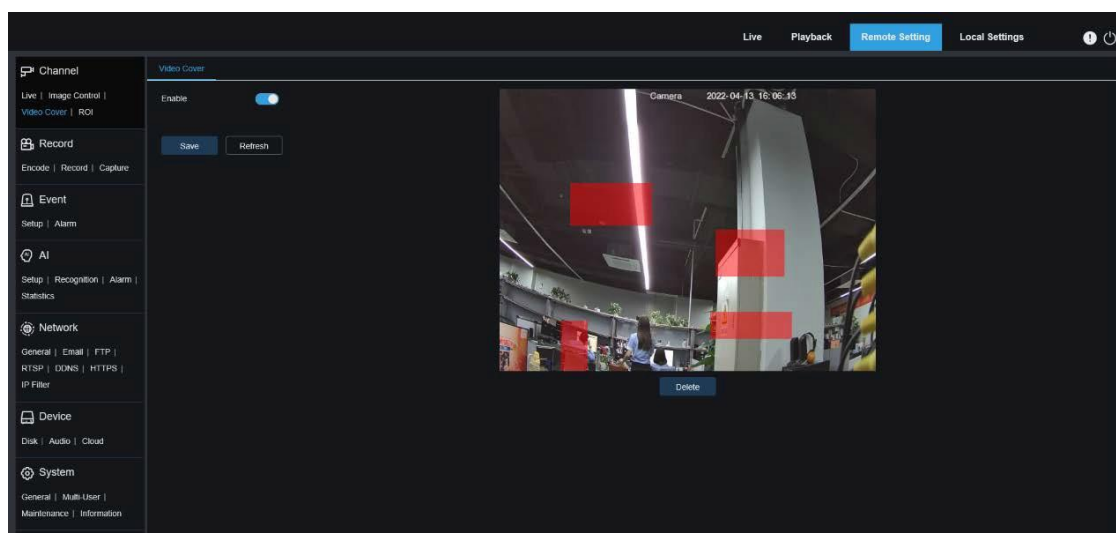 Live Playback Remote Setting Local Settings
Channel
Live | Image Control |
Video Cover | ROI
Record
Encode | Record | Capture
Event
Setup | Alarm
AI
Setup | Recognition | Alarm |
Statistics
Network
General | Email | FTP |
RTSP | DDNS | HTTPS |
IP Filter
Device
Disk | Audio | Cloud
System
General | Multi-User |
Maintenance | Information
Video Cover
Enable
Save Refresh
Camera 2022-04-13 16:06:13
Delete